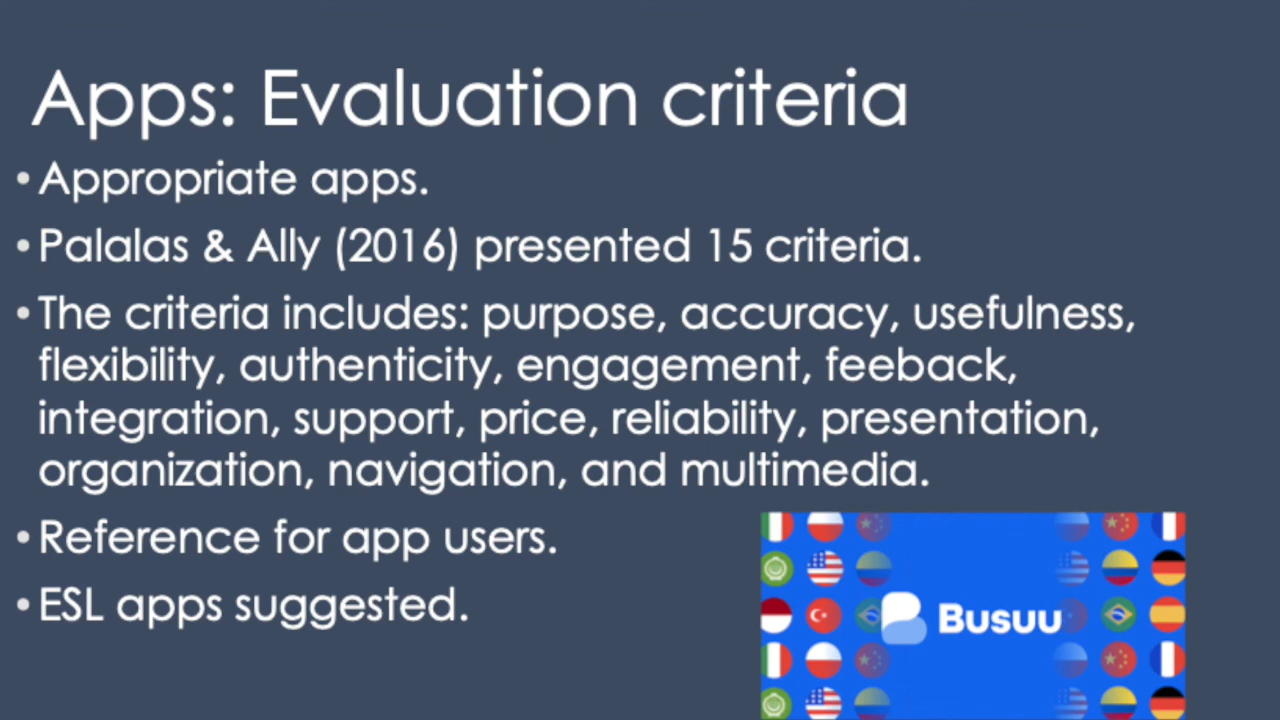 Apps: Evaluation criteria
•Appropriate apps.
•Palalas & Ally (2016) presented 15 criteria.
•The criteria includes: purpose, accuracy, usefulness,
flexibility, authenticity, engagement, feeback,
integration, support, price, reliability, presentation,
organization, navigation, and multimedia.
•Reference for app users.
•ESL apps suggested.
Busuu